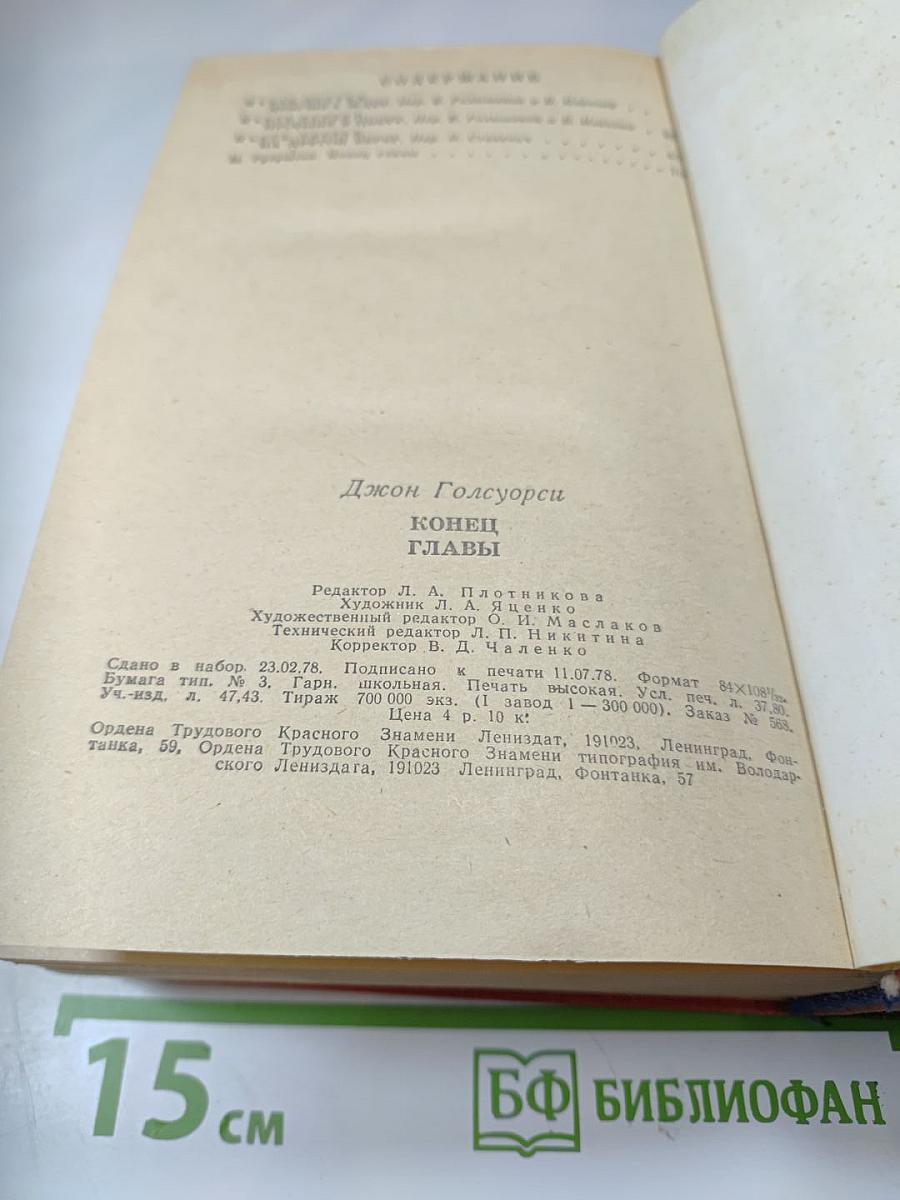 СОДЕРЖАНИЕ
Джон Голсуорси
КОНЕЦ
ГЛАВЫ
Редактор Л. А. Плотникова
Художник Л. А. Яценко
Художественный редактор О. И. Маслаков
Технический редактор Л. П. Никитина
Корректор В. Д. Чаленко
Сдано в набор. 23.02.78. Подписано к печати 11.07.78. Формат 84×108¹/₃₂.
Бумага тип. № 3. Гарн. школьная. Печать высокая. Усл. печ. л. 37,80.
Уч.-изд. л. 47,43. Тираж 700 000 экз. (I завод 1—300 000). Заказ № 568.
Цена 4 р. 10 к.
Ордена Трудового Красного Знамени Лениздат, 191023, Ленинград, Фон-
танка, 59. Ордена Трудового Красного Знамени типография им. Володар-
ского Лениздата, 191023 Ленинград, Фонтанка, 57
15 см
БФ БИБЛИОФАН